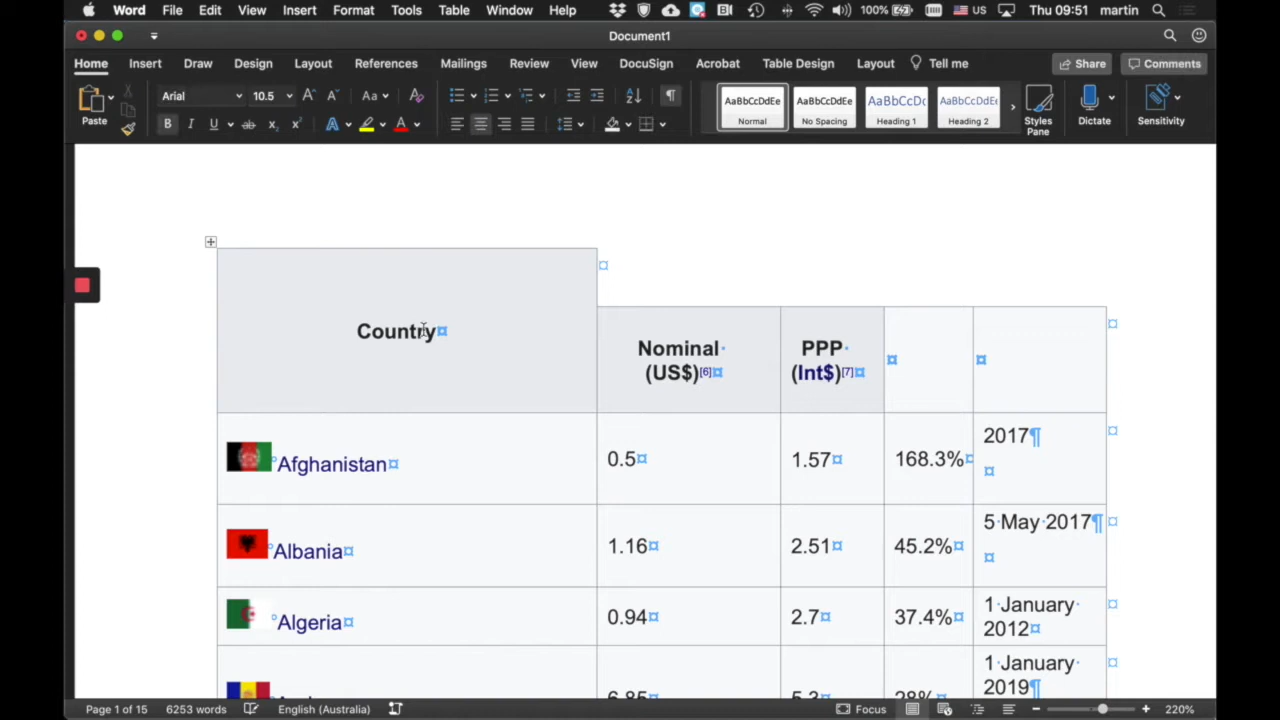 Word File Edit View Insert Format Tools Table Window Help 100% US Thu 09:51 martin
Document1
Home Insert Draw Design Layout References Mailings Review View DocuSign Acrobat Table Design Layout Tell me Share Comments
Paste Arial 10.5 Aa AaBbCcDdEe AaBbCcDdEe AaBbCcDc AaBbCcDdEe
Normal No Spacing Heading 1 Heading 2 Styles Pane Dictate Sensitivity
Country
Nominal (US$)[6] PPP (Int$)[7]
Afghanistan 0.5 1.57 168.3% 2017
Albania 1.16 2.51 45.2% 5 May 2017
Algeria 0.94 2.7 37.4% 1 January 2012
1 January 2019
Page 1 of 15 6253 words English (Australia) Focus 220%